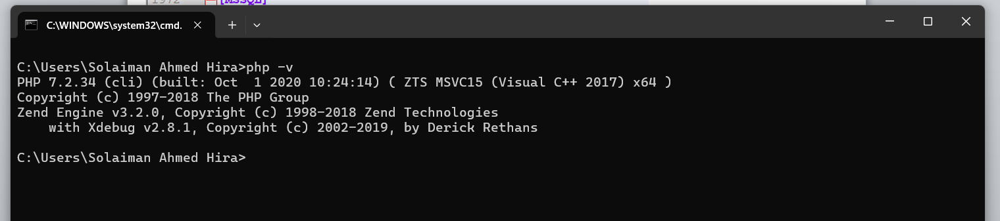 1972 [MSSQL]
C:\WINDOWS\system32\cmd.
C:\Users\Solaiman Ahmed Hira>php -v
PHP 7.2.34 (cli) (built: Oct  1 2020 10:24:14) ( ZTS MSVC15 (Visual C++ 2017) x64 )
Copyright (c) 1997-2018 The PHP Group
Zend Engine v3.2.0, Copyright (c) 1998-2018 Zend Technologies
    with Xdebug v2.8.1, Copyright (c) 2002-2019, by Derick Rethans
C:\Users\Solaiman Ahmed Hira>